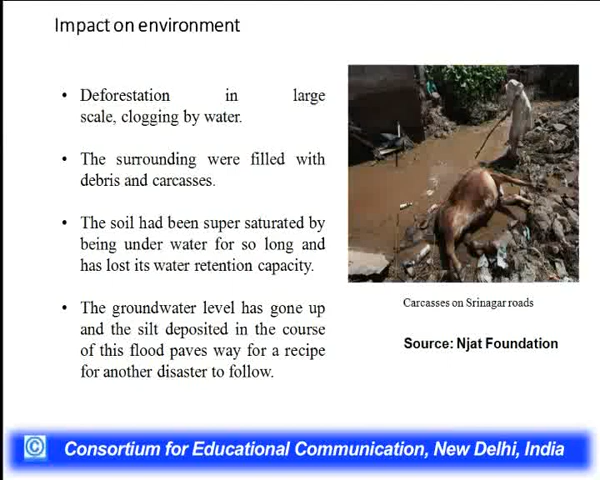 Impact on environment
• Deforestation in large
scale, clogging by water.
• The surrounding were filled with
debris and carcasses.
• The soil had been super saturated by
being under water for so long and
has lost its water retention capacity.
• The groundwater level has gone up
and the silt deposited in the course
of this flood paves way for a recipe
for another disaster to follow.
Carcasses on Srinagar roads
Source: Njat Foundation
© Consortium for Educational Communication, New Delhi, India